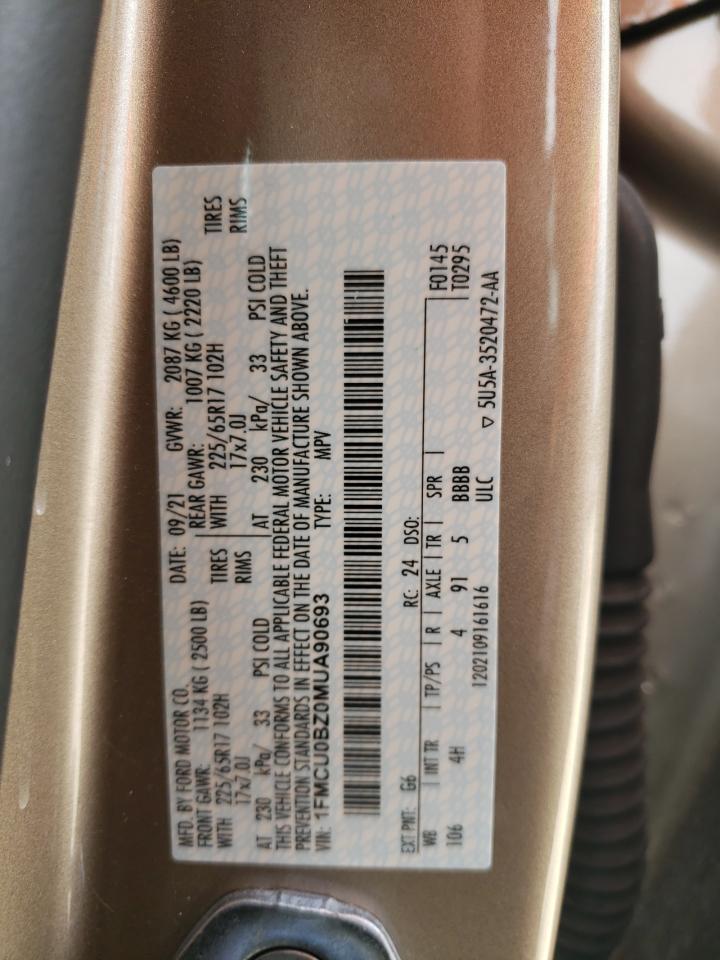 MFD. BY FORD MOTOR CO. DATE: 09/21 GVWR: 2087 KG ( 4600 LB)
FRONT GAWR: 1134 KG ( 2500 LB) REAR GAWR: 1007 KG ( 2220 LB)
WITH 225/65R17 102H TIRES WITH 225/65R17 102H TIRES
17x7.0J RIMS 17x7.0J RIMS
AT 230 kPa/ 33 PSI COLD AT 230 kPa/ 33 PSI COLD
THIS VEHICLE CONFORMS TO ALL APPLICABLE FEDERAL MOTOR VEHICLE SAFETY AND THEFT
PREVENTION STANDARDS IN EFFECT ON THE DATE OF MANUFACTURE SHOWN ABOVE.
VIN: 1FMCU0BZ0MUA90693 TYPE: MPV
EXT PNT: G6 RC: 24 DSO: F0145
WB INT TR TP/PS R AXLE TR SPR T0295
106 4H 4 91 5 BBBB
1202109161616 ULC ▽ 5U5A-3520472-AA